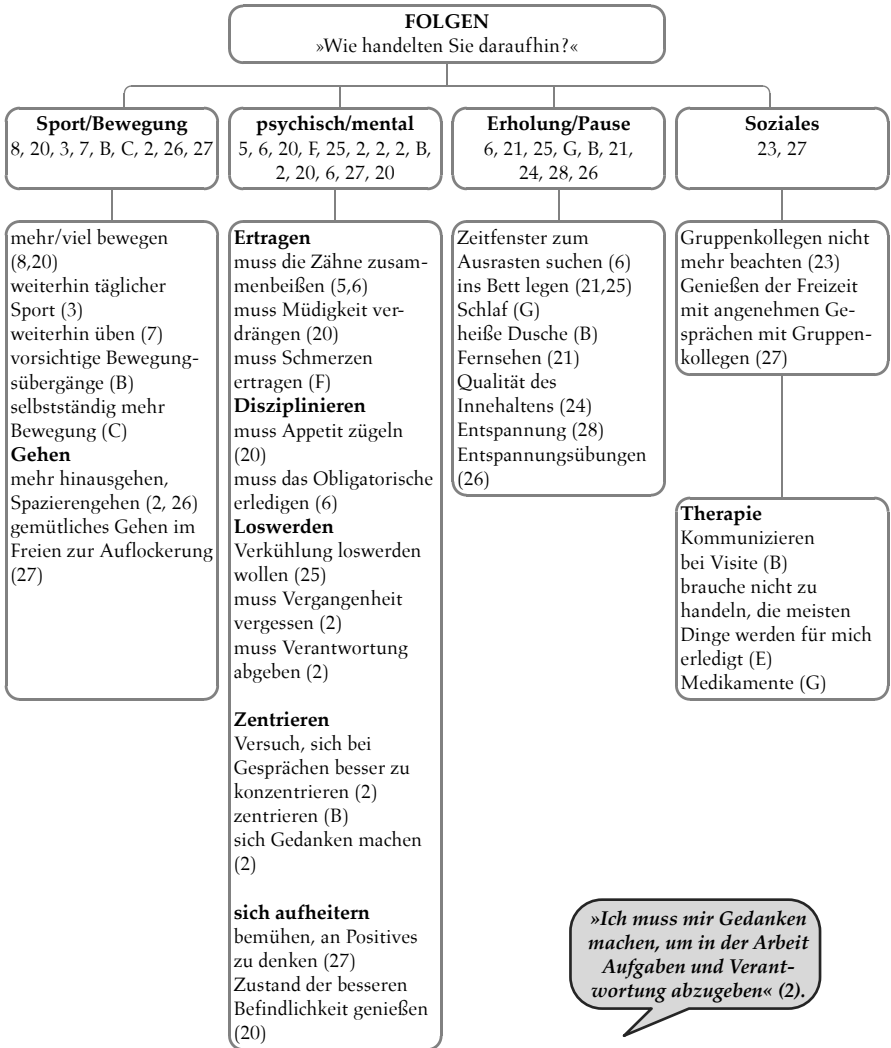 FOLGEN
»Wie handelten Sie daraufhin?«
Sport/Bewegung
8, 20, 3, 7, B, C, 2, 26, 27
psychisch/mental
5, 6, 20, F, 25, 2, 2, 2, B,
2, 20, 6, 27, 20
Erholung/Pause
6, 21, 25, G, B, 21,
24, 28, 26
Soziales
23, 27
mehr/viel bewegen
(8,20)
weiterhin täglicher
Sport (3)
weiterhin üben (7)
vorsichtige Bewegung-
sübergänge (B)
selbstständig mehr
Bewegung (C)
Gehen
mehr hinausgehen,
Spazierengehen (2, 26)
gemütliches Gehen im
Freien zur Auflockerung
(27)
Ertragen
muss die Zähne zusam-
menbeißen (5,6)
muss Müdigkeit ver-
drängen (20)
muss Schmerzen
ertragen (F)
Disziplinieren
muss Appetit zügeln
(20)
muss das Obligatorische
erledigen (6)
Loswerden
Verkühlung loswerden
wollen (25)
muss Vergangenheit
vergessen (2)
muss Verantwortung
abgeben (2)
Zentrieren
Versuch, sich bei
Gesprächen besser zu
konzentrieren (2)
zentrieren (B)
sich Gedanken machen
(2)
sich aufheitern
bemühen, an Positives
zu denken (27)
Zustand der besseren
Befindlichkeit genießen
(20)
Zeitfenster zum
Ausrasten suchen (6)
ins Bett legen (21,25)
Schlaf (G)
heiße Dusche (B)
Fernsehen (21)
Qualität des
Innehaltens (24)
Entspannung (28)
Entspannungsübungen
(26)
Gruppenkollegen nicht
mehr beachten (23)
Genießen der Freizeit
mit angenehmen Ge-
sprächen mit Gruppen-
kollegen (27)
Therapie
Kommunizieren
bei Visite (B)
brauche nicht zu
handeln, die meisten
Dinge werden für mich
erledigt (E)
Medikamente (G)
»Ich muss mir Gedanken
machen, um in der Arbeit
Aufgaben und Verant-
wortung abzugeben« (2).